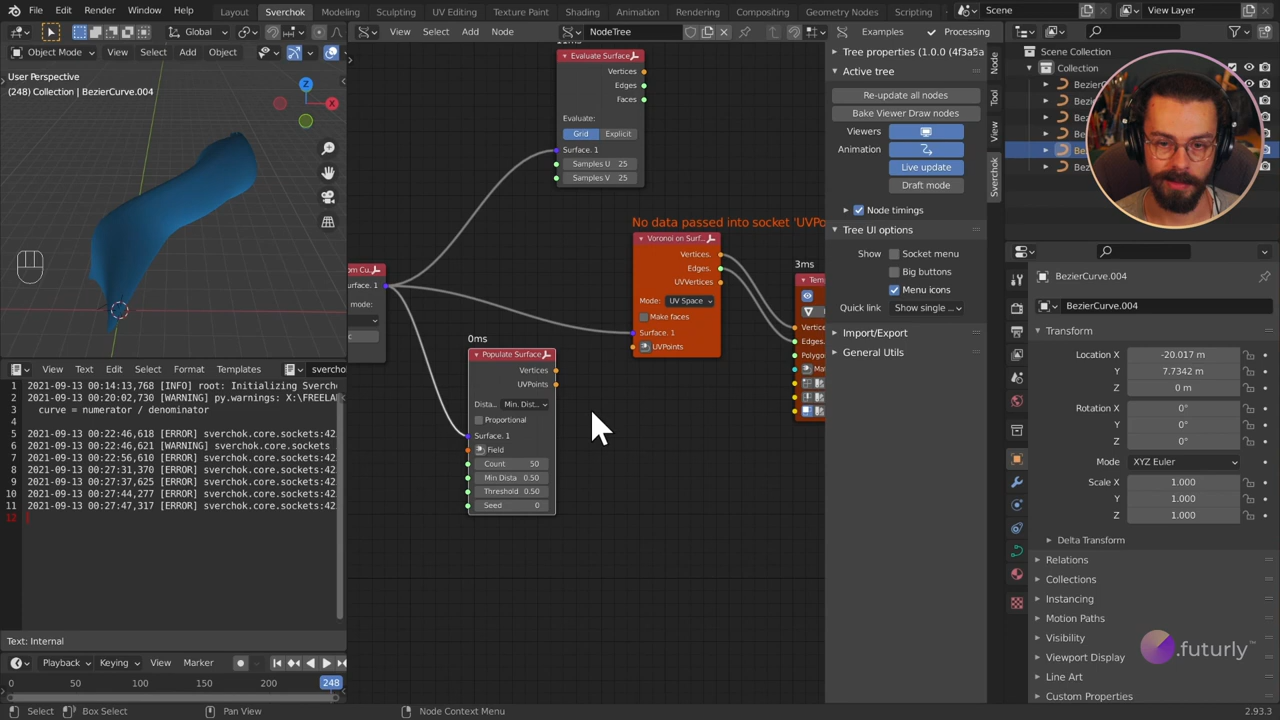 File Edit Render Window Help
Layout Sverchok Modeling Sculpting UV Editing Texture Paint Shading Animation Rendering Compositing Geometry Nodes Scripting
Scene View Layer
Global
View Select Add Node NodeTree
Examples Processing
Object Mode View Select Add Object
User Perspective
(248) Collection | BezierCurve.004
Z
X
Evaluate Surface
Vertices
Edges
Faces
Evaluate:
Grid Explicit
Surface. 1
Samples U 25
Samples V 25
No data passed into socket 'UVPo
Voronoi on Surf..
Vertices.
Edges.
UVVertices
Mode: UV Space
Make faces
Surface. 1
UVPoints
urface. 1
mode:
3ms
0ms
Populate Surface
Vertices
UVPoints
Dista.. Min. Dist..
Proportional
Surface. 1
Field
Count 50
Min Dista 0.50
Threshold 0.50
Seed 0
Tree properties (1.0.0 (4f3a5a
Active tree
Re-update all nodes
Bake Viewer Draw nodes
Viewers
Animation
Live update
Draft mode
Node timings
Tree UI options
Show Socket menu
Big buttons
Menu icons
Quick link Show single ...
Import/Export
General Utils
Node
Tool
View
Sverchok
Scene Collection
Collection
BezierCurve.004
BezierCurve.004
Transform
Location X -20.017 m
Y 7.7342 m
Z 0 m
Rotation X 0°
Y 0°
Z 0°
Mode XYZ Euler
Scale X 1.000
Y 1.000
Z 1.000
Delta Transform
Relations
Collections
Instancing
Motion Paths
Visibility
Viewport Display
Line Art
Custom Properties
.futurly
View Text Edit Select Format Templates
1 2021-09-13 00:14:13,768 [INFO] root: Initializing Sverch
2 2021-09-13 00:20:02,730 [WARNING] py.warnings: X:\FREELAN
3 curve = numerator / denominator
4
5 2021-09-13 00:22:46,618 [ERROR] sverchok.core.sockets:42
6 2021-09-13 00:22:46,621 [WARNING] sverchok.core.sockets
7 2021-09-13 00:22:56,610 [ERROR] sverchok.core.sockets:42
8 2021-09-13 00:27:31,370 [ERROR] sverchok.core.sockets:42
9 2021-09-13 00:27:37,625 [ERROR] sverchok.core.sockets:42
10 2021-09-13 00:27:44,277 [ERROR] sverchok.core.sockets:42
11 2021-09-13 00:27:47,317 [ERROR] sverchok.core.sockets:42
12
Text: Internal
Playback Keying View Marker
0 50 100 150 200 248
Select Box Select Pan View Node Context Menu 2.93.3